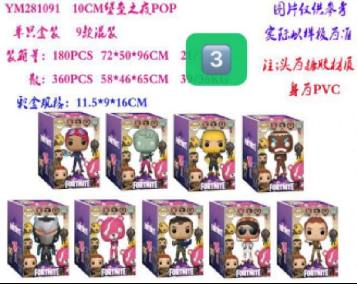 YM281091 10CM堡垒之夜POP
单只盒装 9款混装
装箱量：180PCS 72*50*96CM
散：360PCS 58*46*65CM
彩盒规格：11.5*9*16CM
3
图片仅供参考
实际以样板为准
注：头为搪胶材质
身为PVC
FORTNITE
FORTNITE
FORTNITE
FORTNITE
FORTNITE
FORTNITE
FORTNITE
FORTNITE
FORTNITE